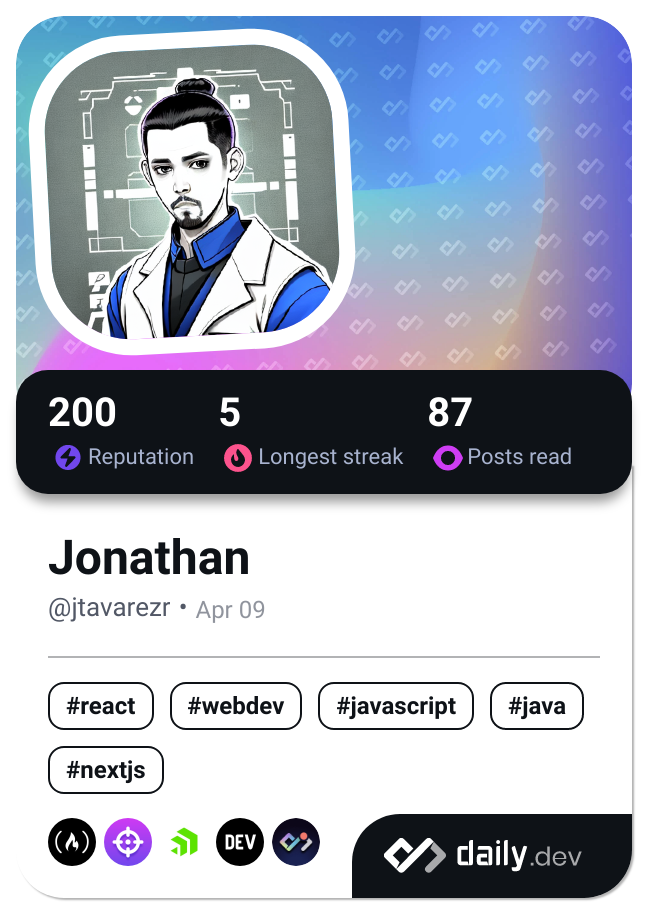 200 5 87
Reputation Longest streak Posts read
Jonathan
@jtavarezr • Apr 09
#react #webdev #javascript #java
#nextjs
DEV daily.dev